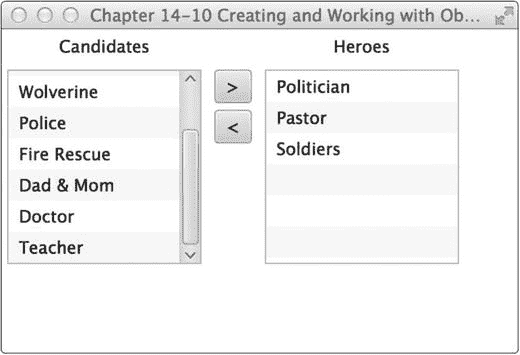 Chapter 14-10 Creating and Working with Ob...
Candidates
Heroes
Wolverine
Police
Fire Rescue
Dad & Mom
Doctor
Teacher
>
<
Politician
Pastor
Soldiers